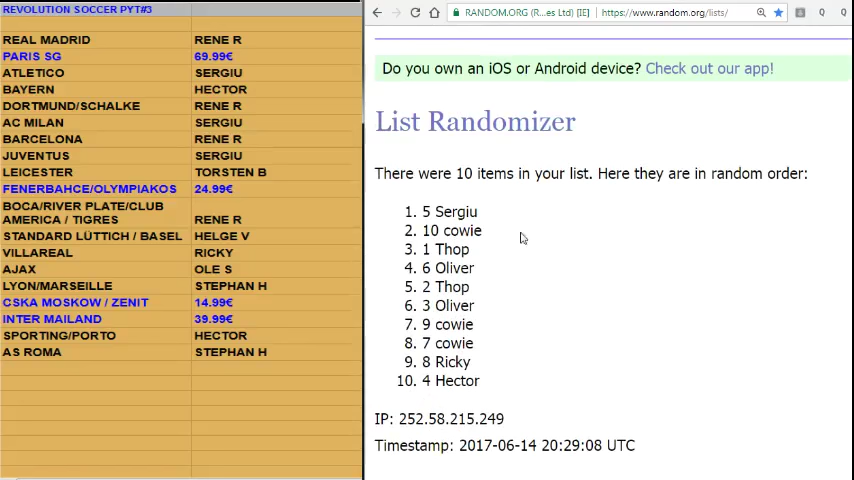 REVOLUTION SOCCER PYT#3
REAL MADRID RENE R
PARIS SG 69.99€
ATLETICO SERGIU
BAYERN HECTOR
DORTMUND/SCHALKE RENE R
AC MILAN SERGIU
BARCELONA RENE R
JUVENTUS SERGIU
LEICESTER TORSTEN B
FENERBAHCE/OLYMPIAKOS 24.99€
BOCA/RIVER PLATE/CLUB
AMERICA / TIGRES RENE R
STANDARD LÜTTICH / BASEL HELGE V
VILLAREAL RICKY
AJAX OLE S
LYON/MARSEILLE STEPHAN H
CSKA MOSKOW / ZENIT 14.99€
INTER MAILAND 39.99€
SPORTING/PORTO HECTOR
AS ROMA STEPHAN H
RANDOM.ORG (R...es Ltd) [IE] https://www.random.org/lists/
Do you own an iOS or Android device? Check out our app!
List Randomizer
There were 10 items in your list. Here they are in random order:
1. 5 Sergiu
2. 10 cowie
3. 1 Thop
4. 6 Oliver
5. 2 Thop
6. 3 Oliver
7. 9 cowie
8. 7 cowie
9. 8 Ricky
10. 4 Hector
IP: 252.58.215.249
Timestamp: 2017-06-14 20:29:08 UTC